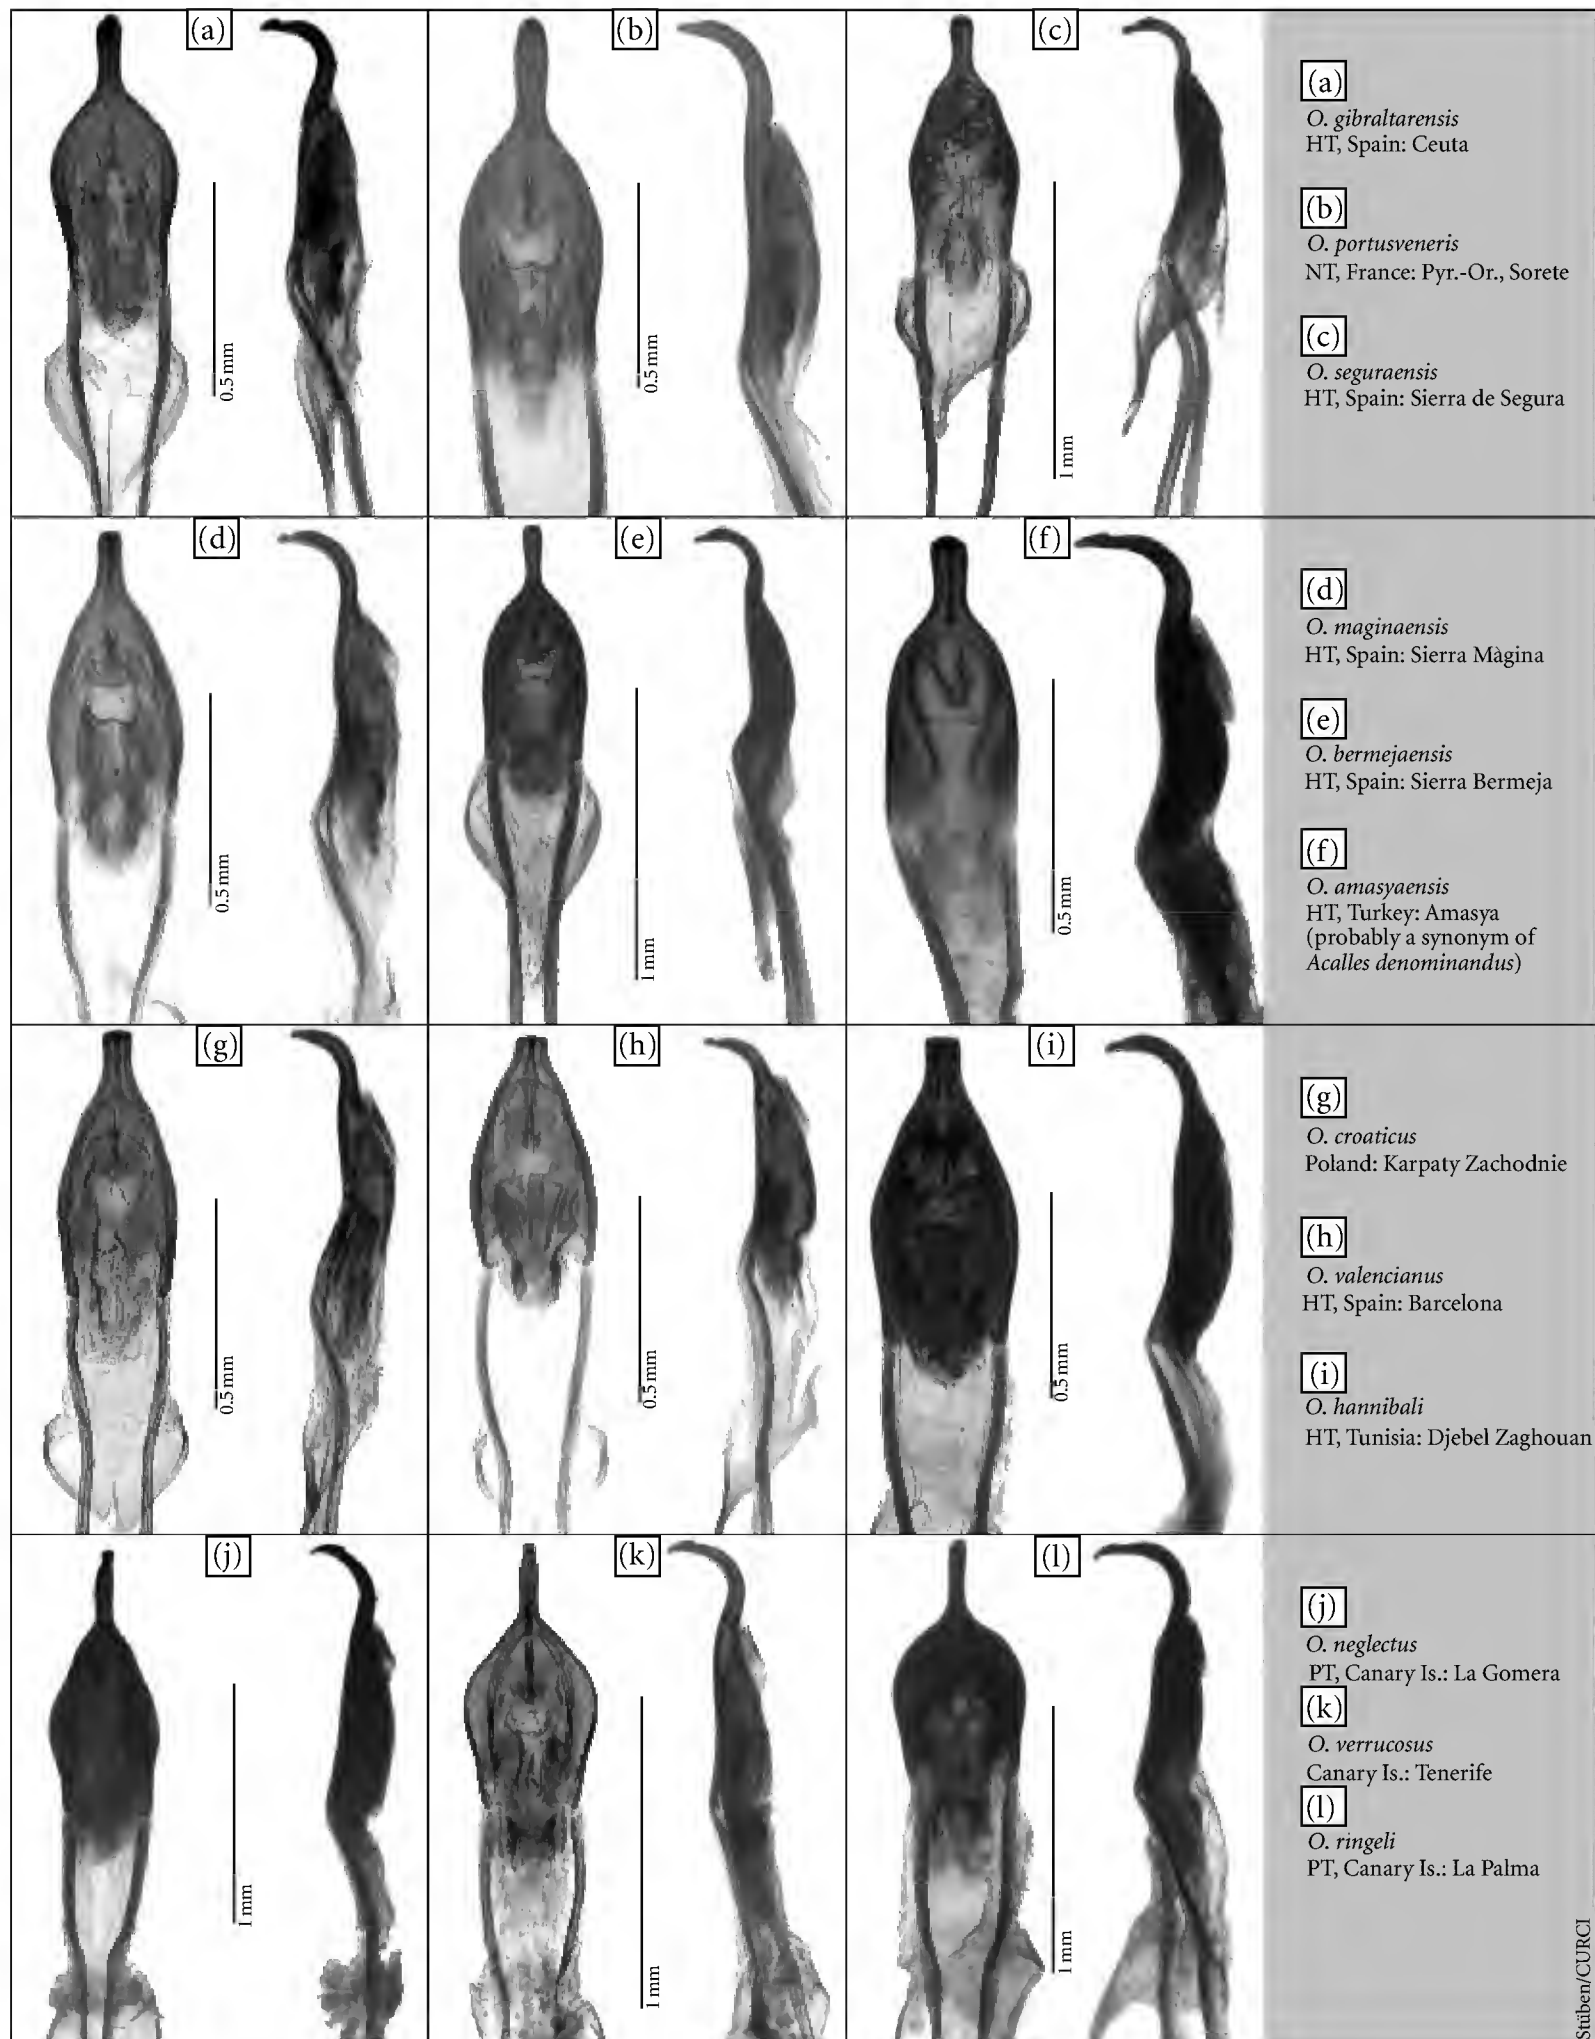 (a)
(b)
(c)
0.5 mm
0.5 mm
1 mm
(a)
O. gibraltarensis
HT, Spain: Ceuta
(b)
O. portusveneris
NT, France: Pyr.-Or., Sorete
(c)
O. seguraensis
HT, Spain: Sierra de Segura
(d)
(e)
(f)
0.5 mm
1 mm
0.5 mm
(d)
O. maginaensis
HT, Spain: Sierra Màgina
(e)
O. bermejaensis
HT, Spain: Sierra Bermeja
(f)
O. amasyaensis
HT, Turkey: Amasya
(probably a synonym of
Acalles denominandus)
(g)
(h)
(i)
0.5 mm
0.5 mm
0.5 mm
(g)
O. croaticus
Poland: Karpaty Zachodnie
(h)
O. valencianus
HT, Spain: Barcelona
(i)
O. hannibali
HT, Tunisia: Djebel Zaghouan
(j)
(k)
(l)
1 mm
1 mm
1 mm
(j)
O. neglectus
PT, Canary Is.: La Gomera
(k)
O. verrucosus
Canary Is.: Tenerife
(l)
O. ringeli
PT, Canary Is.: La Palma
Stüben/CURCI